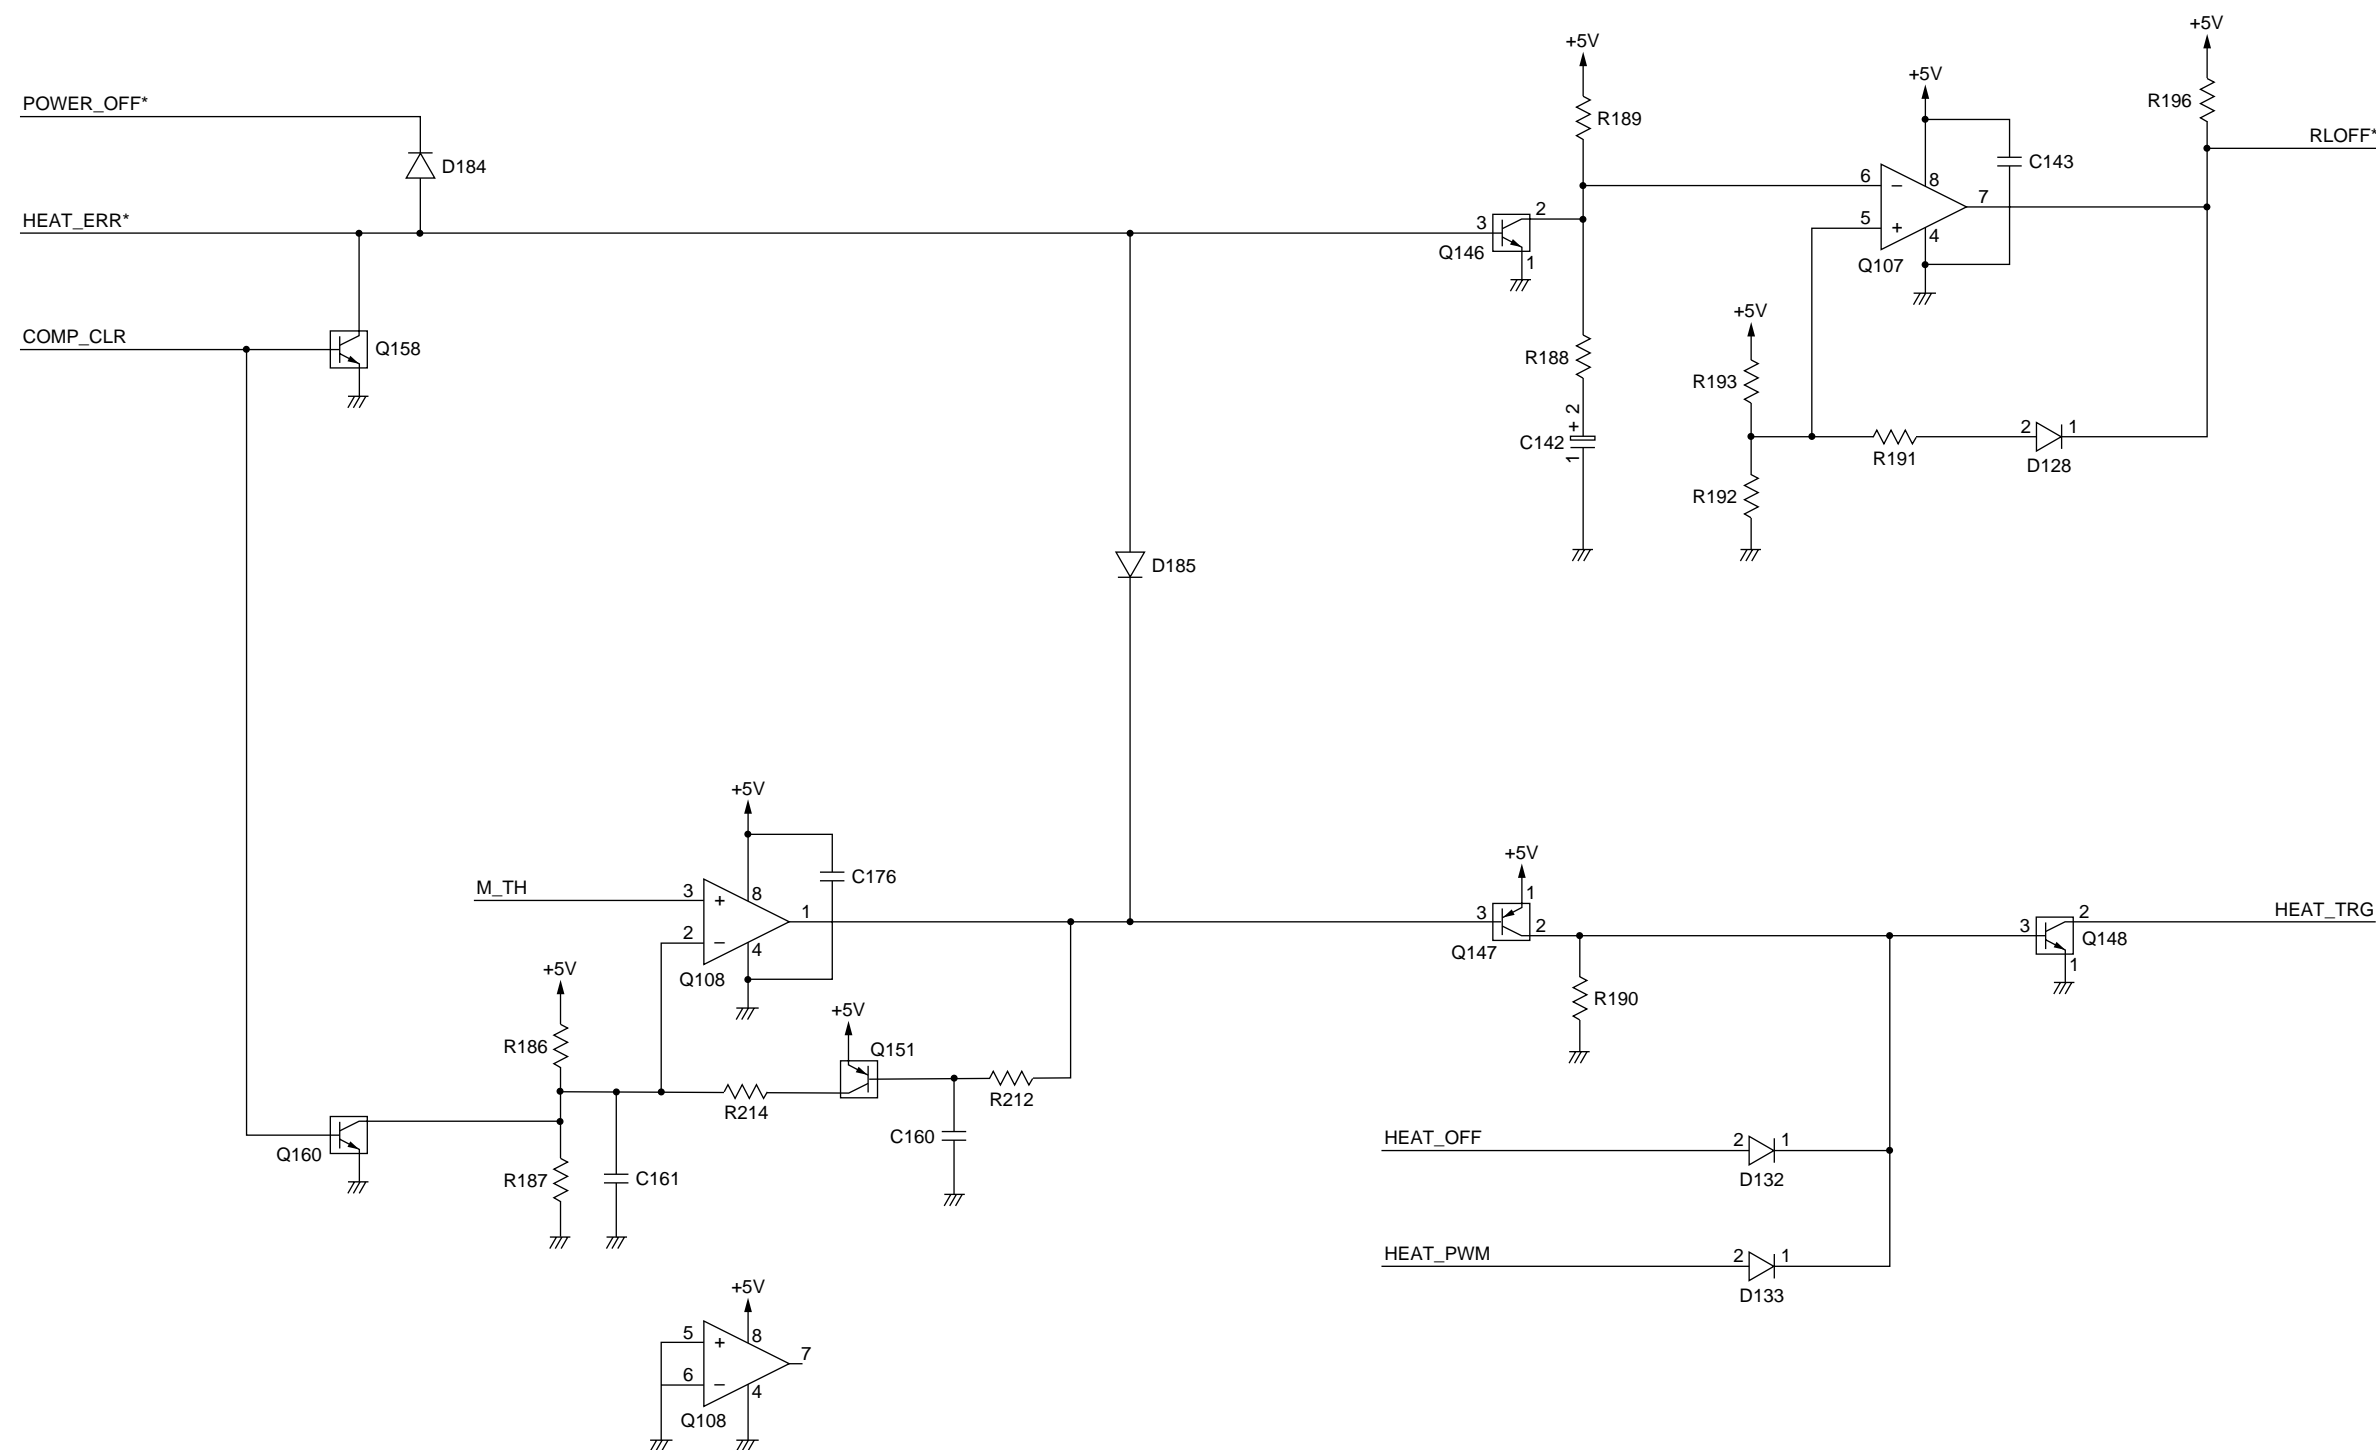 +5V
+5V
+5V
POWER_OFF*
R196
R189
RLOFF*
D184
C143
6
−
8
7
HEAT_ERR*
3
2
5
+
4
Q146
1
Q107
+5V
COMP_CLR
Q158
R188
R193
2
+
C142
1
2
1
R191
D128
R192
D185
+5V
+5V
M_TH
3
+
8
C176
1
1
3
2
2
HEAT_TRG
2
−
4
3
Q148
Q147
1
+5V
Q108
R190
+5V
R186
Q151
R214
R212
C160
HEAT_OFF
2
1
Q160
R187
C161
D132
HEAT_PWM
2
1
+5V
D133
5
+
8
7
6
−
4
Q108